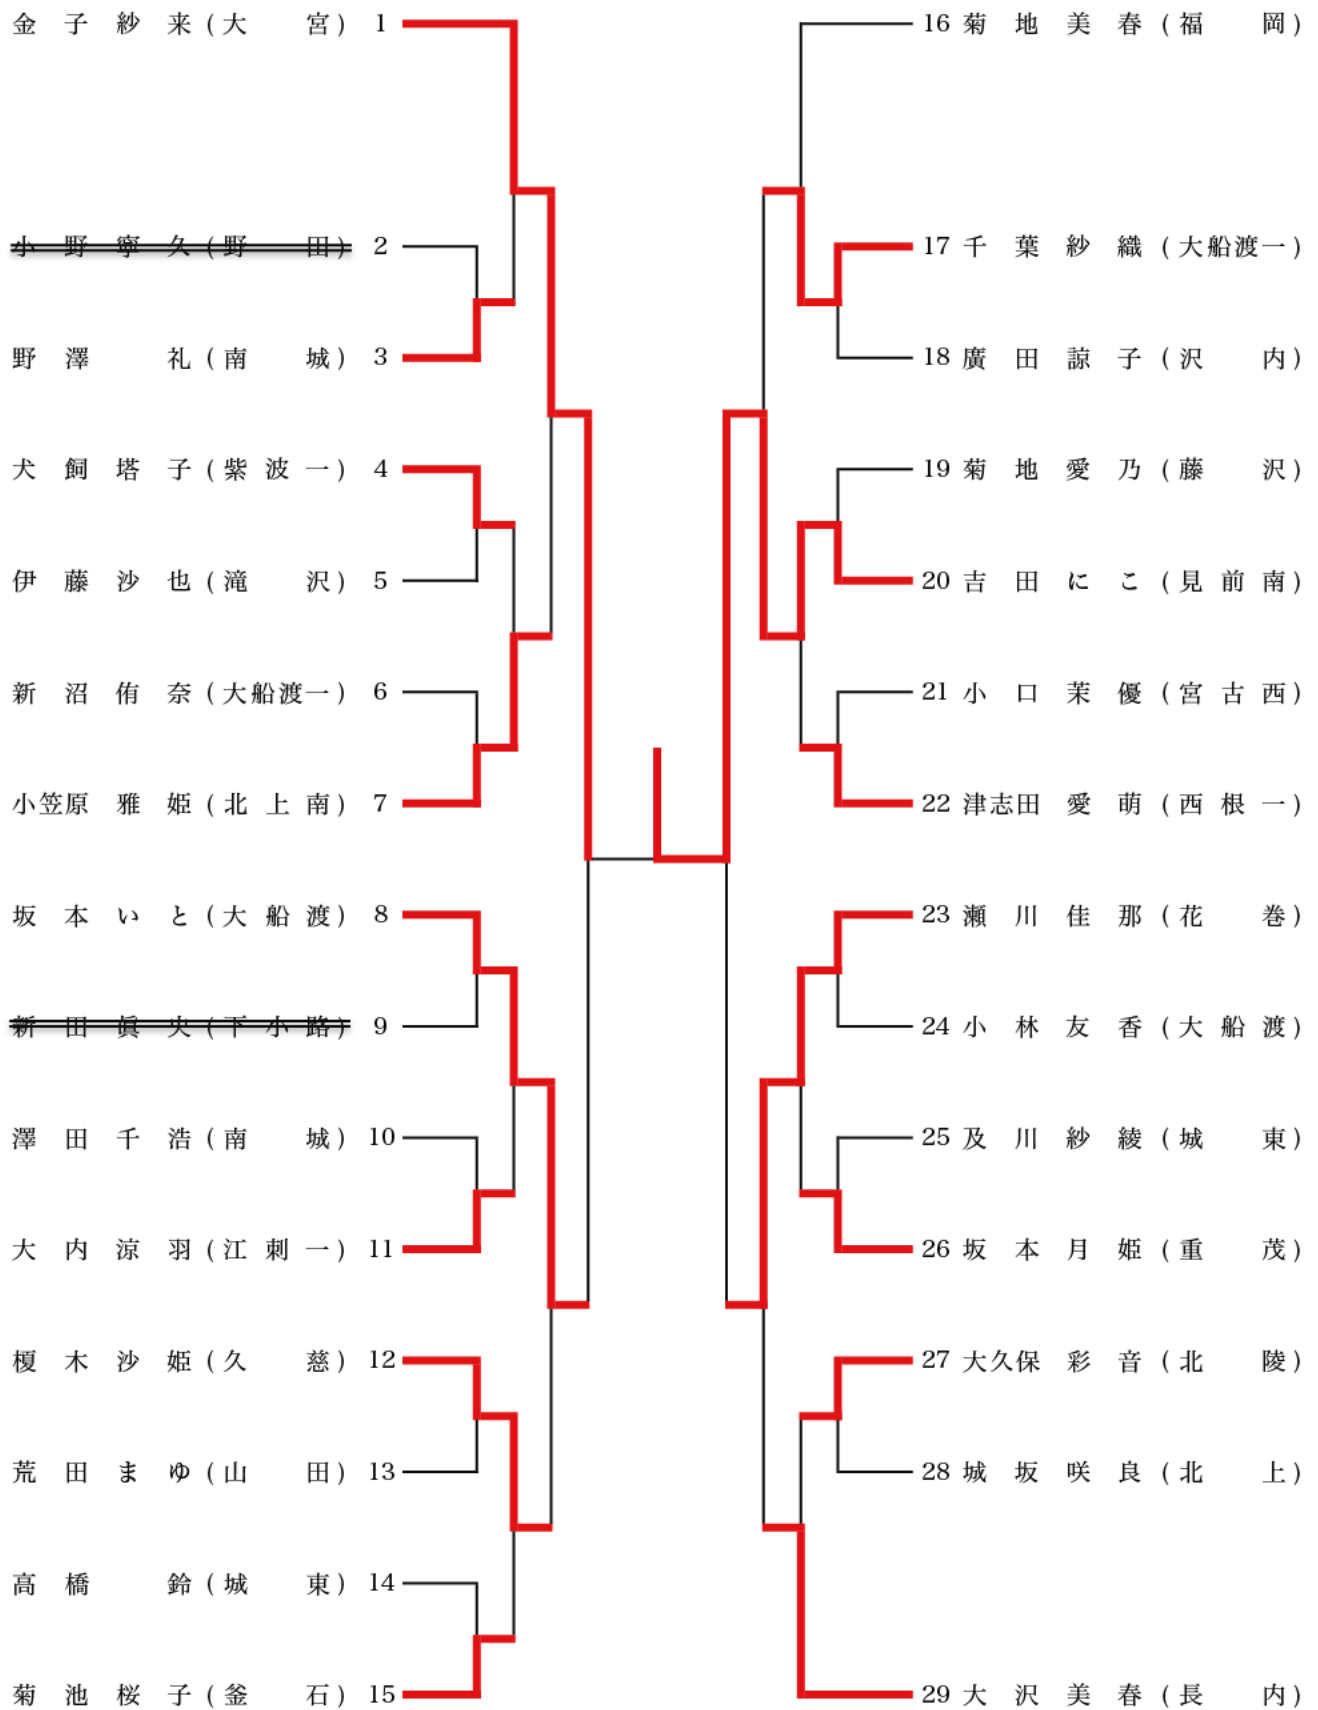 金子紗来(大宮) 1
小野寧久(野田) 2
野澤礼(南城) 3
犬飼塔子(紫波一) 4
伊藤沙也(滝沢) 5
新沼侑奈(大船渡一) 6
小笠原雅姫(北上南) 7
坂本いと(大船渡) 8
新田眞央(下小路) 9
澤田千浩(南城) 10
大内涼羽(江刺一) 11
榎木沙姫(久慈) 12
荒田まゆ(山田) 13
高橋鈴(城東) 14
菊池桜子(釜石) 15
16 菊地美春(福岡)
17 千葉紗織(大船渡一)
18 廣田諒子(沢内)
19 菊地愛乃(藤沢)
20 吉田にこ(見前南)
21 小口茉優(宮古西)
22 津志田愛萌(西根一)
23 瀬川佳那(花巻)
24 小林友香(大船渡)
25 及川紗綾(城東)
26 坂本月姫(重茂)
27 大久保彩音(北陵)
28 城坂咲良(北上)
29 大沢美春(長内)